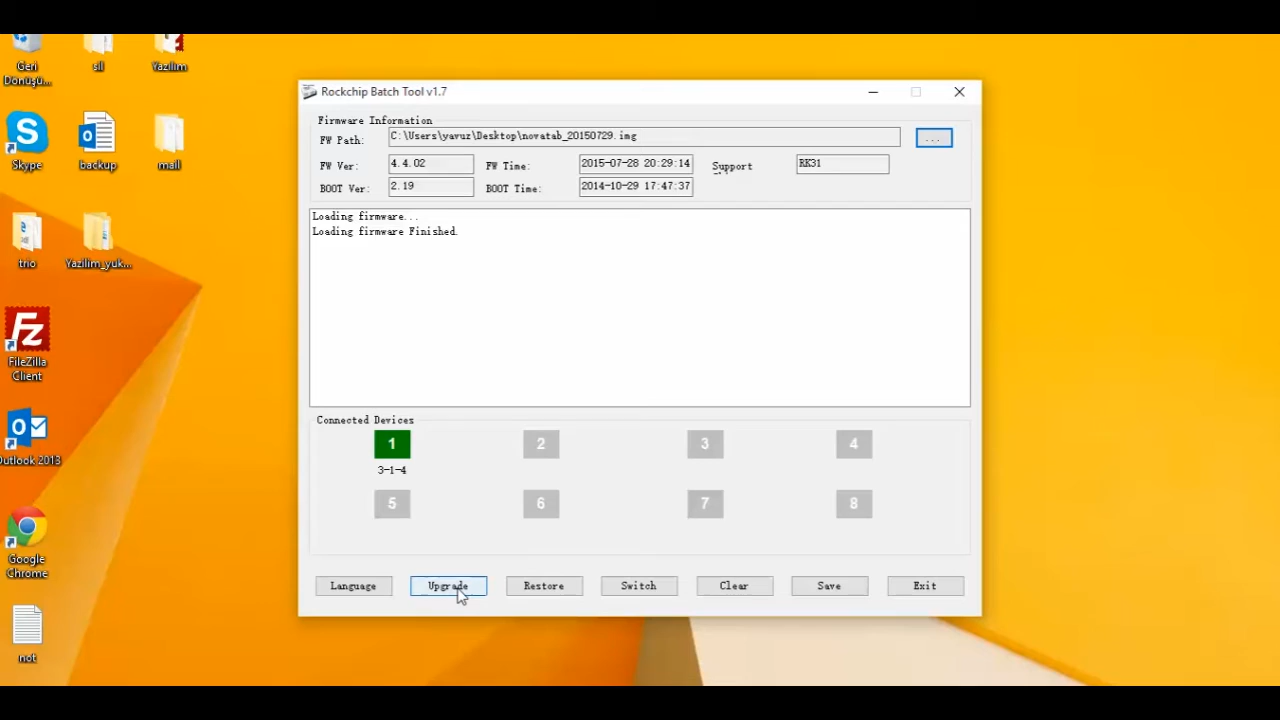 Geri
Dönüşü...
sil
Yazilim
Skype
backup
mail
trio
Yazilim_yuk...
FileZilla
Client
Outlook 2013
Google
Chrome
not
Rockchip Batch Tool v1.7
Firmware Information
FW Path: C:\Users\yavuz\Desktop\novatab_20150729.img ...
FW Ver: 4.4.02 FW Time: 2015-07-28 20:29:14 Support RK31
BOOT Ver: 2.19 BOOT Time: 2014-10-29 17:47:37
Loading firmware...
Loading firmware Finished.
Connected Devices
1 2 3 4
3-1-4
5 6 7 8
Language Upgrade Restore Switch Clear Save Exit